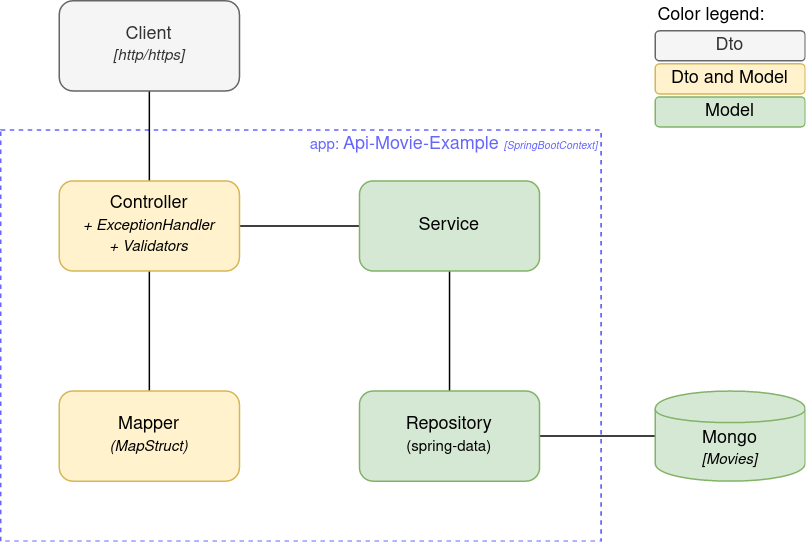 Client
[http/https]
Color legend:
Dto
Dto and Model
Model
app: Api-Movie-Example [SpringBootContext]
Controller
+ ExceptionHandler
+ Validators
Service
Mapper
(MapStruct)
Repository
(spring-data)
Mongo
[Movies]